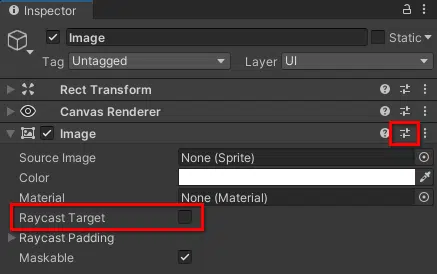 Inspector
Image
Static
Tag Untagged Layer UI
Rect Transform
Canvas Renderer
Image
Source Image None (Sprite)
Color
Material None (Material)
Raycast Target
Raycast Padding
Maskable